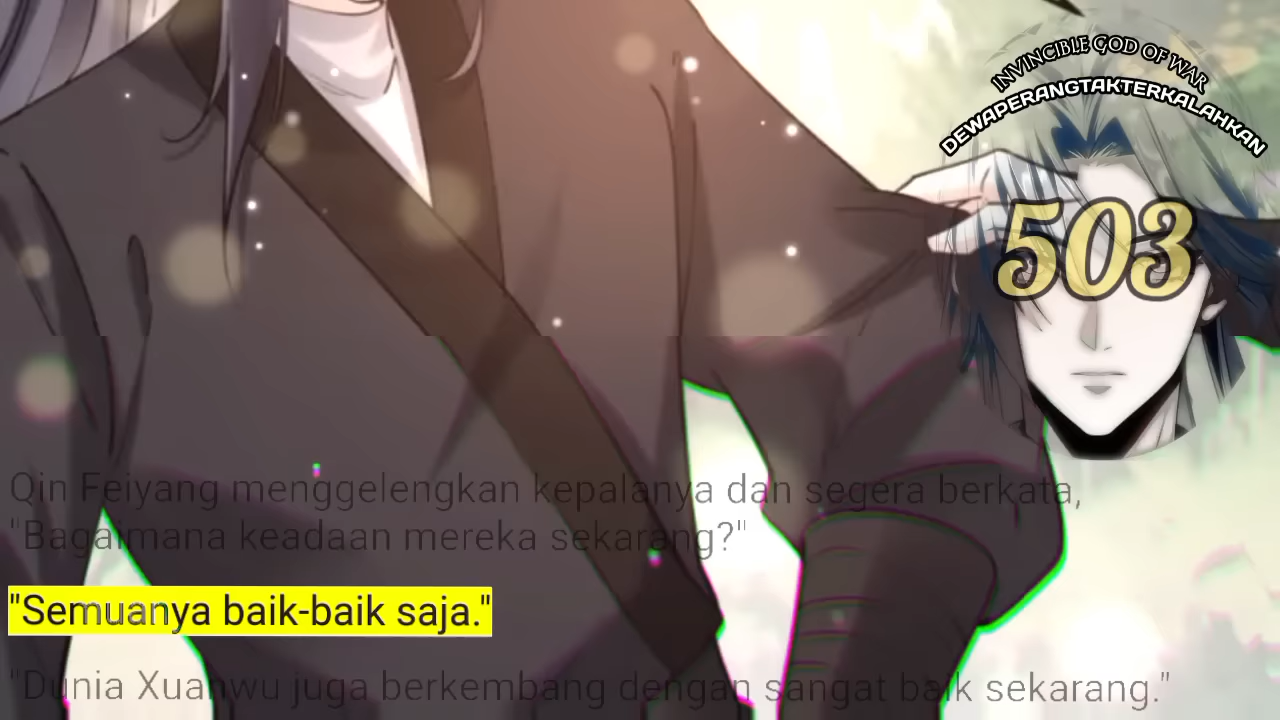 INVINCIBLE GOD OF WAR
DEWAPERANGTAKTERKALAHKAN
503
Qin Feiyang menggelengkan kepalanya dan segera berkata,
"Bagaimana keadaan mereka sekarang?"
"Semuanya baik-baik saja."
"Dunia Xuanwu juga berkembang dengan sangat baik sekarang."